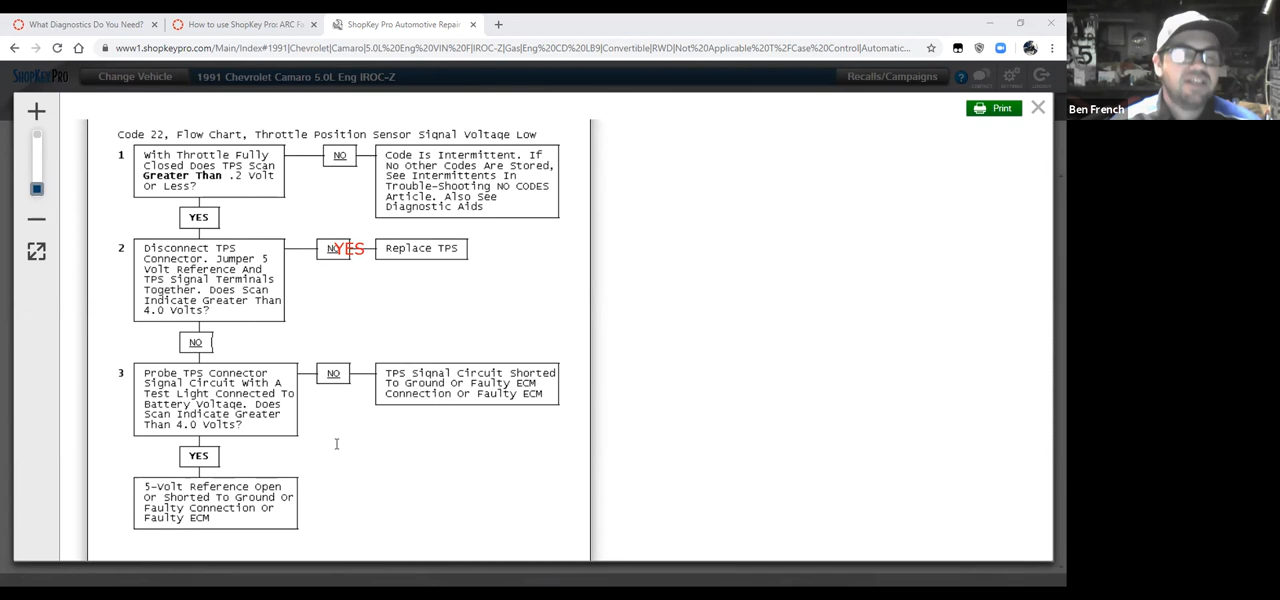 What Diagnostics Do You Need?
How to use ShopKey Pro: ARC Fa
ShopKey Pro Automotive Repair
www1.shopkeypro.com/Main/Index#1991|Chevrolet|Camaro|5.0L%20Eng%20VIN%20F|IROC-Z|Gas|Eng%20CD%20LB9|Convertible|RWD|Not%20Applicable%20T%2FCase%20Control|Automatic...
SHOPKEYPRO Change Vehicle 1991 Chevrolet Camaro 5.0L Eng IROC-Z Recalls/Campaigns
Print
Ben French
Code 22, Flow Chart, Throttle Position Sensor Signal Voltage Low
1
With Throttle Fully
Closed Does TPS Scan
Greater Than .2 Volt
Or Less?
NO
Code Is Intermittent. If
No Other Codes Are Stored,
See Intermittents In
Trouble-Shooting NO CODES
Article. Also See
Diagnostic Aids
YES
2
Disconnect TPS
Connector. Jumper 5
Volt Reference And
TPS Signal Terminals
Together. Does Scan
Indicate Greater Than
4.0 Volts?
NO
YES
Replace TPS
NO
3
Probe TPS Connector
Signal Circuit With A
Test Light Connected To
Battery Voltage. Does
Scan Indicate Greater
Than 4.0 Volts?
NO
TPS Signal Circuit Shorted
To Ground Or Faulty ECM
Connection Or Faulty ECM
YES
5-Volt Reference Open
Or Shorted To Ground Or
Faulty Connection Or
Faulty ECM